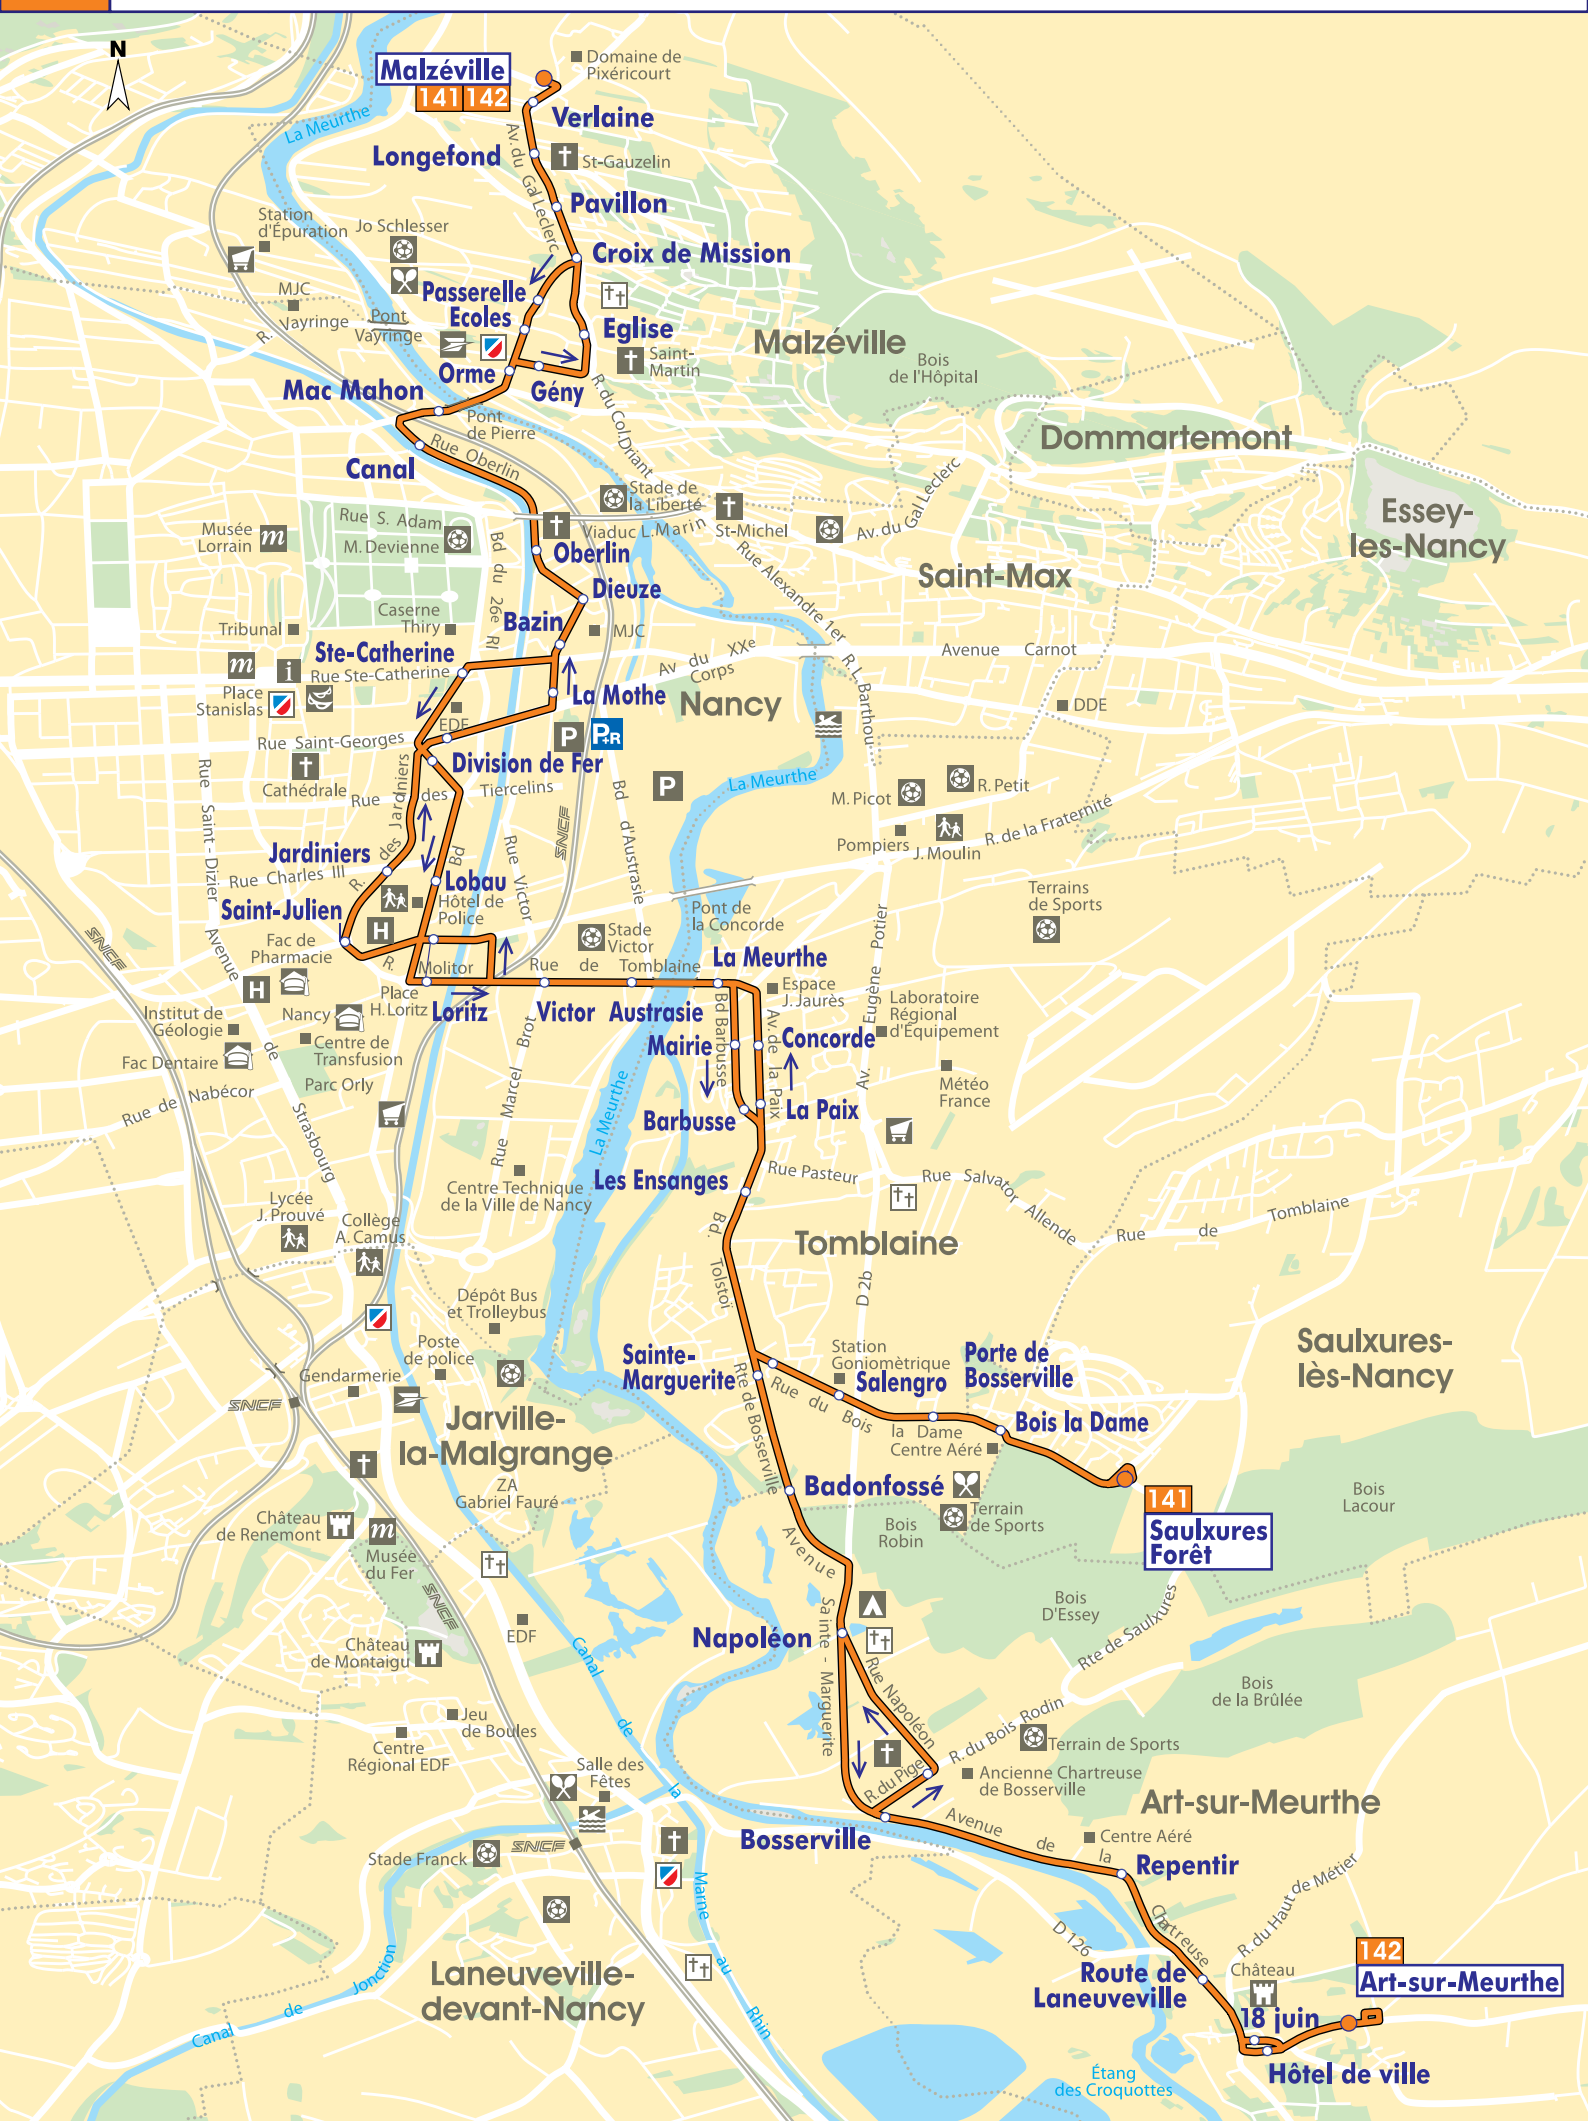 N
Malzéville
141 142
Domaine de
Pixéricourt
Verlaine
La Meurthe
Longefond
St-Gauzelin
Av. du Gal Leclerc
Pavillon
Station
d'Épuration
Jo Schlesser
Croix de Mission
MJC
R. Vayringe
Pont
Vayringe
Passerelle
Ecoles
Eglise
Saint-
Martin
Malzéville
Bois
de l'Hôpital
Orme
Gény
Mac Mahon
Pont
de Pierre
R. du Col. Driant
Dommartemont
Canal
Rue Oberlin
Stade de
la Liberté
Viaduc L. Marin
St-Michel
Av. du Gal Leclerc
Essey-
les-Nancy
Rue S. Adam
M. Devienne
Musée
Lorrain
m
Bd du 26e RI
Oberlin
Rue Alexandre 1er
Saint-Max
Dieuze
Caserne
Thiry
Tribunal
Bazin
MJC
Av du XXe
Corps
Avenue Carnot
Ste-Catherine
m
i
Rue Ste-Catherine
Place
Stanislas
La Mothe
Nancy
R. L. Barthou
DDE
EDF
P
P+R
Rue Saint-Georges
Division de Fer
Cathédrale
Rue des Tiercelins
R. des Jardiniers
P
La Meurthe
M. Picot
R. Petit
Pompiers
J. Moulin
R. de la Fraternité
Rue Saint-Dizier
SNCF
Bd d'Austrasie
Jardiniers
Rue Charles III
Bd
Lobau
Rue Victor
Hôtel de
Police
Saint-Julien
H
Terrains
de Sports
Pont de
la Concorde
Fac de
Pharmacie
SNCF
Avenue de Strasbourg
Stade
Victor
R. Molitor
Rue de Tomblaine
La Meurthe
Espace
J. Jaurès
H
Place
H. Loritz
Loritz
Victor
Austrasie
Bd Barbusse
Av. de la Paix
Av. Eugène Potier
Laboratoire
Régional
d'Équipement
Institut de
Géologie
Nancy
Centre de
Transfusion
Fac Dentaire
Mairie
Concorde
Parc Orly
Rue de Nabécor
Rue Marcel Brot
La Meurthe
Météo
France
Barbusse
La Paix
Centre Technique
de la Ville de Nancy
Les Ensanges
Rue Pasteur
Rue Salvator Allende
Rue de Tomblaine
Lycée
J. Prouvé
Collège
A. Camus
Tomblaine
Bd. Tolstoï
D 2b
Dépôt Bus
et Trolleybus
Poste
de police
Gendarmerie
SNCF
Sainte-
Marguerite
Station
Goniomètrique
Salengro
Porte de
Bosserville
Saulxures-
lès-Nancy
Rue du Bois la Dame
Bois la Dame
Centre Aéré
Rte de Bosserville
Jarville-
la-Malgrange
Badonfossé
ZA
Gabriel Fauré
141
Saulxures
Forêt
Bois
Lacour
Terrain
de Sports
Bois
Robin
Château
de Renemont
m
Musée
du Fer
SNCF
Avenue Sainte-Marguerite
Bois
D'Essey
Rte de Saulxures
EDF
Château
de Montaigu
Napoléon
Canal de la Marne au Rhin
Rue Napoléon
Bois
de la Brûlée
Jeu
de Boules
Centre
Régional EDF
R. du Bois Rodin
Terrain de Sports
R. du Piget
Ancienne Chartreuse
de Bosserville
Salle des
Fêtes
Art-sur-Meurthe
Bosserville
Avenue de la Chartreuse
Centre Aéré
Stade Franck
SNCF
Repentir
R. du Haut de Métier
D 126
142
Art-sur-Meurthe
Laneuveville-
devant-Nancy
Route de
Laneuveville
Château
18 juin
Canal de Jonction
Hôtel de ville
Étang
des Croquottes